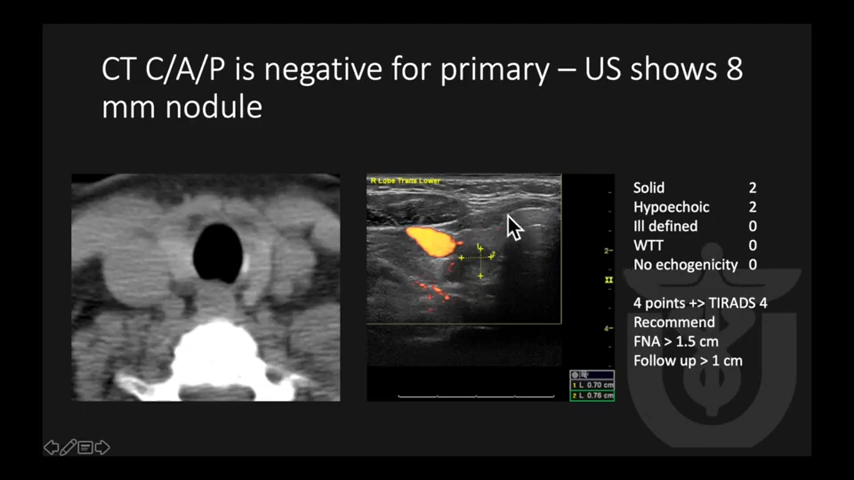 CT C/A/P is negative for primary – US shows 8
mm nodule
R Lobe Trans Lower
2
4
1 L 0.70 cm
2 L 0.76 cm
Solid 2
Hypoechoic 2
Ill defined 0
WTT 0
No echogenicity 0
4 points +> TIRADS 4
Recommend
FNA > 1.5 cm
Follow up > 1 cm